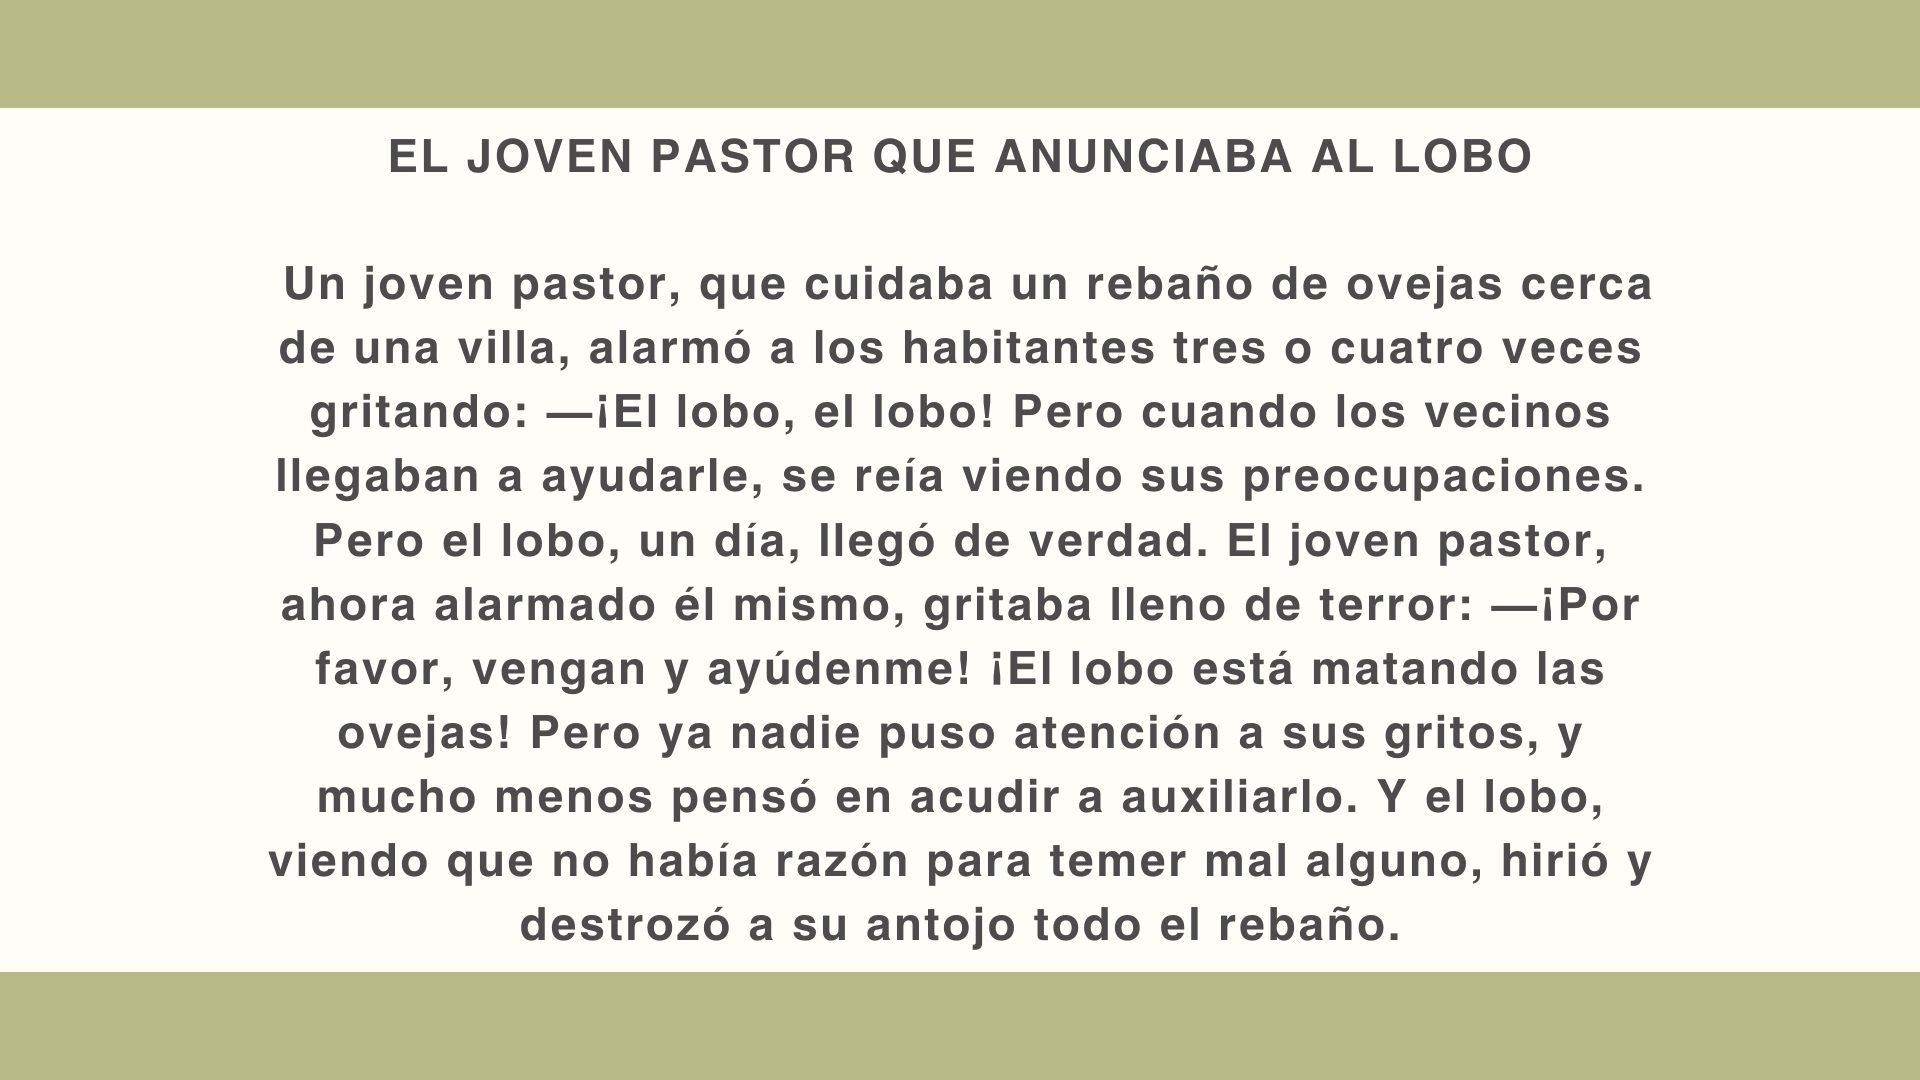 EL JOVEN PASTOR QUE ANUNCIABA AL LOBO
Un joven pastor, que cuidaba un rebaño de ovejas cerca
de una villa, alarmó a los habitantes tres o cuatro veces
gritando: —¡El lobo, el lobo! Pero cuando los vecinos
llegaban a ayudarle, se reía viendo sus preocupaciones.
Pero el lobo, un día, llegó de verdad. El joven pastor,
ahora alarmado él mismo, gritaba lleno de terror: —¡Por
favor, vengan y ayúdenme! ¡El lobo está matando las
ovejas! Pero ya nadie puso atención a sus gritos, y
mucho menos pensó en acudir a auxiliarlo. Y el lobo,
viendo que no había razón para temer mal alguno, hirió y
destrozó a su antojo todo el rebaño.